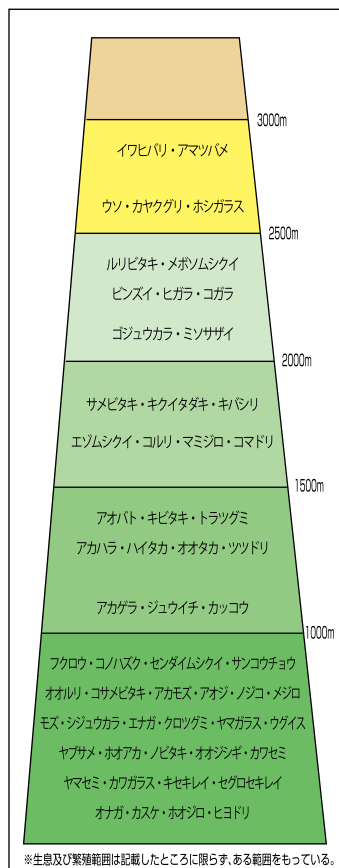 3000m
イワヒバリ・アマツバメ
ウソ・カヤクグリ・ホシガラス
2500m
ルリビタキ・メボソムシクイ
ビンズイ・ヒガラ・コガラ
ゴジュウカラ・ミソサザイ
2000m
サメビタキ・キクイタダキ・キバシリ
エゾムシクイ・コルリ・マミジロ・コマドリ
1500m
アオバト・キビタキ・トラツグミ
アカハラ・ハイタカ・オオタカ・ツツドリ
アカゲラ・ジュウイチ・カッコウ
1000m
フクロウ・コノハズク・センダイムシクイ・サンコウチョウ
オオルリ・コサメビタキ・アカモズ・アオジ・ノジコ・メジロ
モズ・シジュウカラ・エナガ・クロツグミ・ヤマガラス・ウグイス
ヤブサメ・ホオアカ・ノビタキ・オオジシギ・カワセミ
ヤマセミ・カワガラス・キセキレイ・セグロセキレイ
オナガ・カスケ・ホオジロ・ヒヨドリ
※生息及び繁殖範囲は記載したところに限らず、ある範囲をもっている。